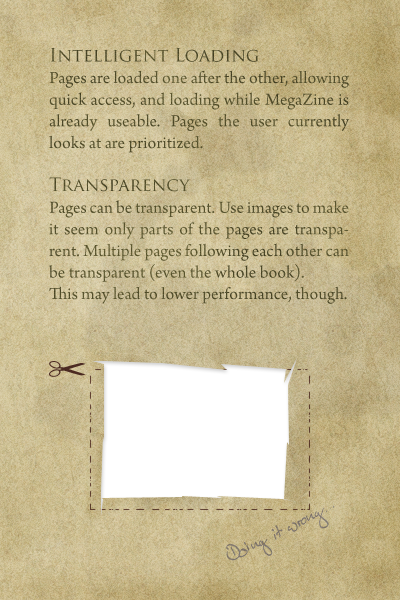 Intelligent Loading
Pages are loaded one after the other, allowing
quick access, and loading while MegaZine is
already useable. Pages the user currently
looks at are prioritized.
Transparency
Pages can be transparent. Use images to make
it seem only parts of the pages are transpa-
rent. Multiple pages following each other can
be transparent (even the whole book).
This may lead to lower performance, though.
Doing it wrong.